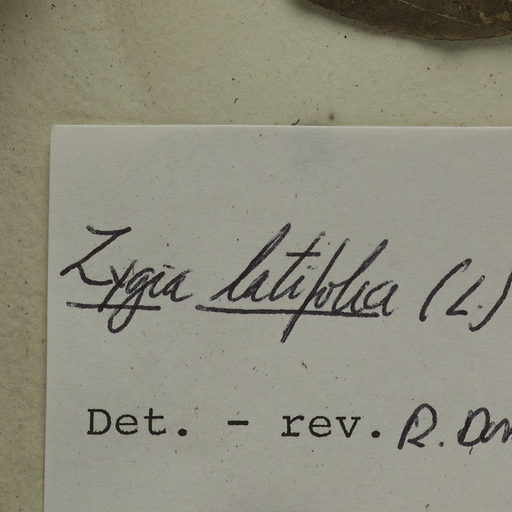 Zygia latifolia (L.)
Det. - rev. R.